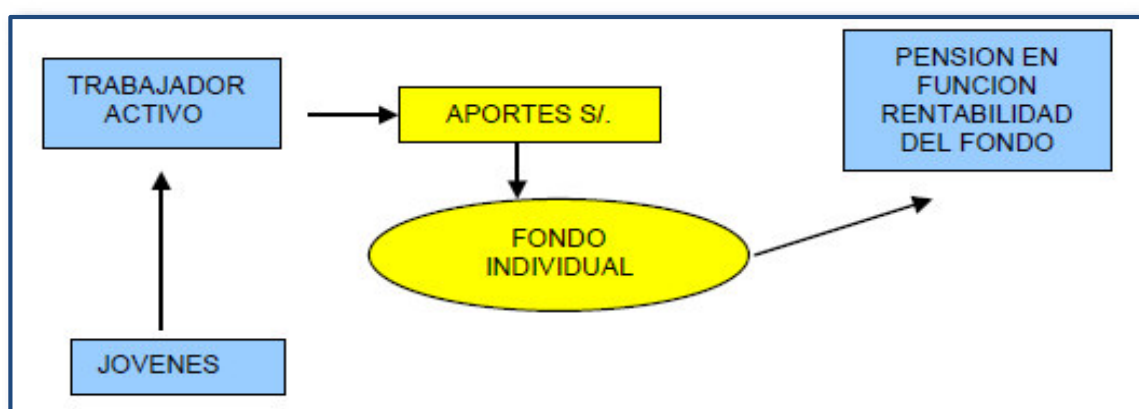 TRABAJADOR
ACTIVO
APORTES S/.
PENSION EN
FUNCION
RENTABILIDAD
DEL FONDO
FONDO
INDIVIDUAL
JOVENES